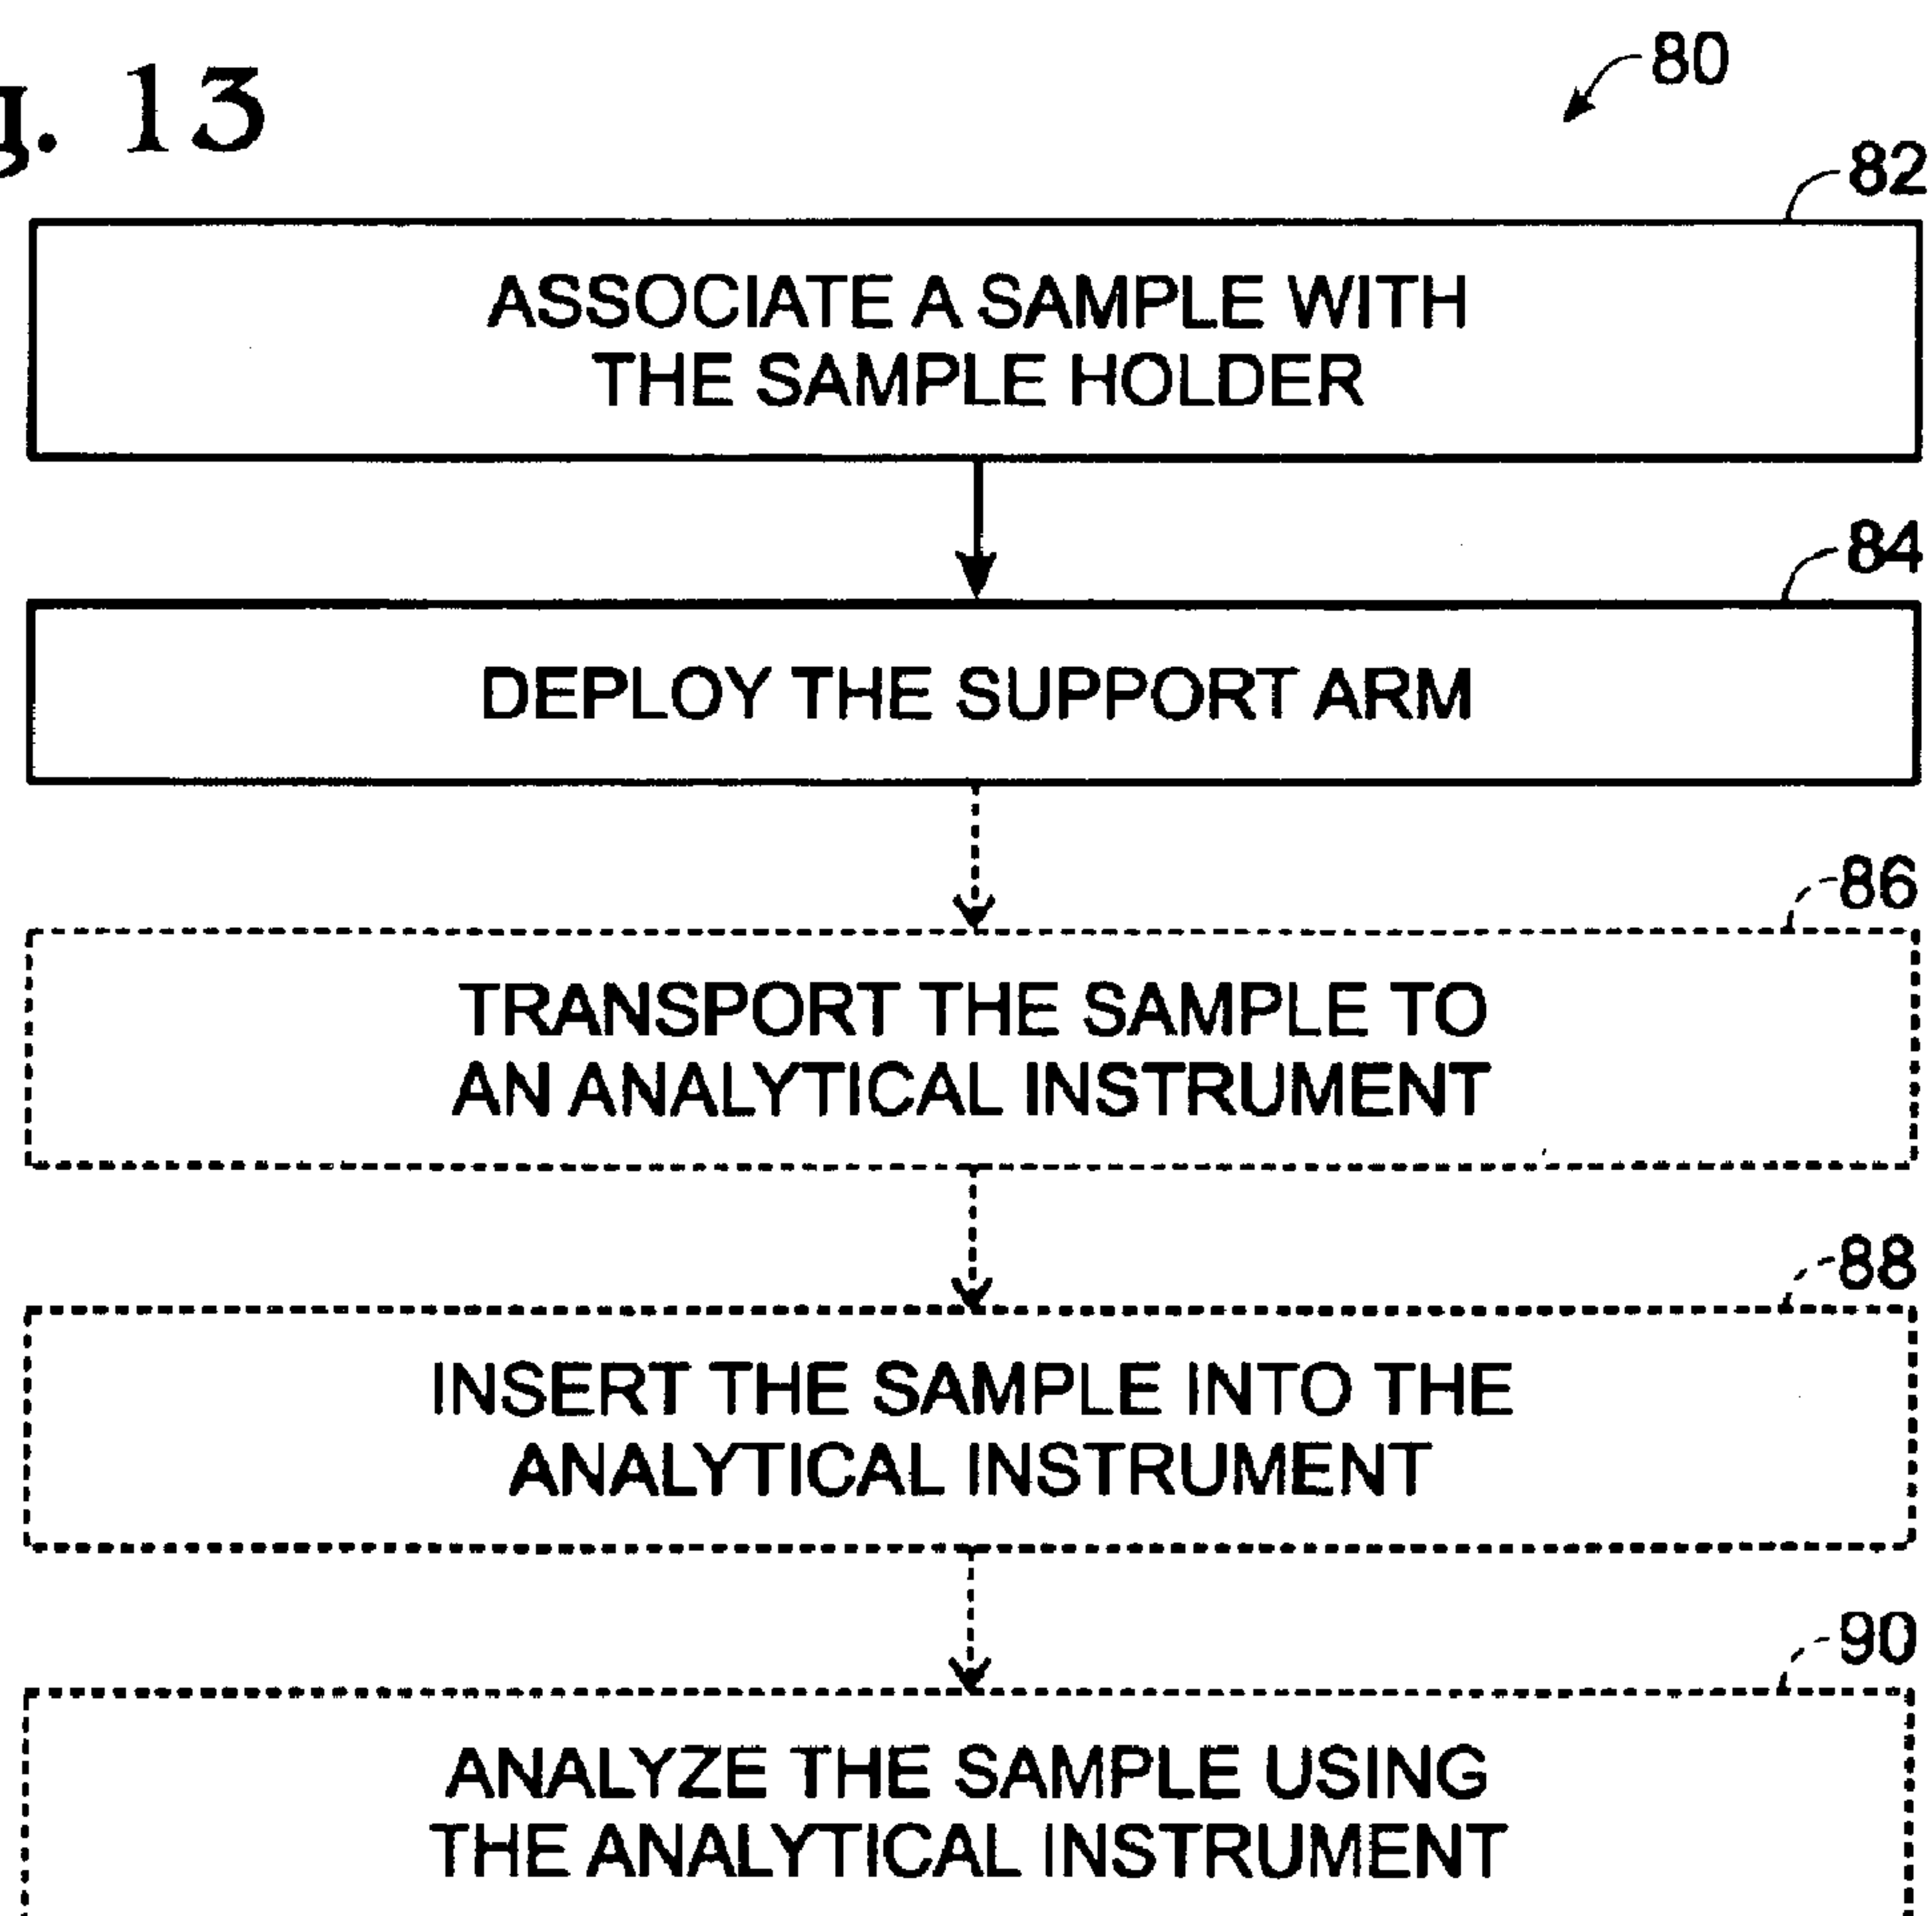 13
80
82
ASSOCIATE A SAMPLE WITH
THE SAMPLE HOLDER
84
DEPLOY THE SUPPORT ARM
86
TRANSPORT THE SAMPLE TO
AN ANALYTICAL INSTRUMENT
88
INSERT THE SAMPLE INTO THE
ANALYTICAL INSTRUMENT
90
ANALYZE THE SAMPLE USING
THE ANALYTICAL INSTRUMENT